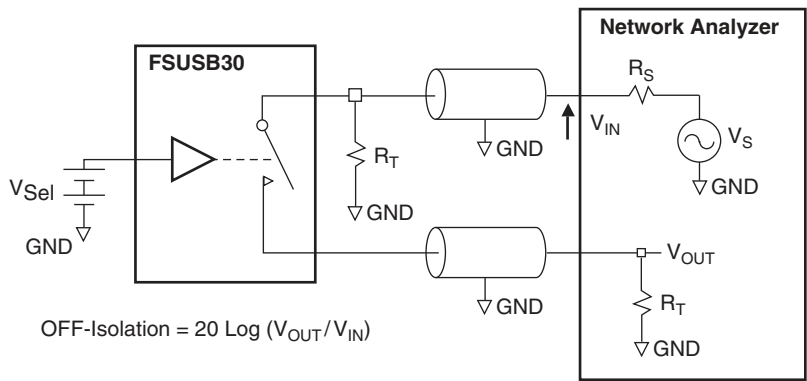 Network Analyzer
FSUSB30
R_S
V_IN
V_S
GND
R_T
GND
GND
V_Sel
GND
V_OUT
GND
R_T
GND
OFF-Isolation = 20 Log (V_OUT/V_IN)